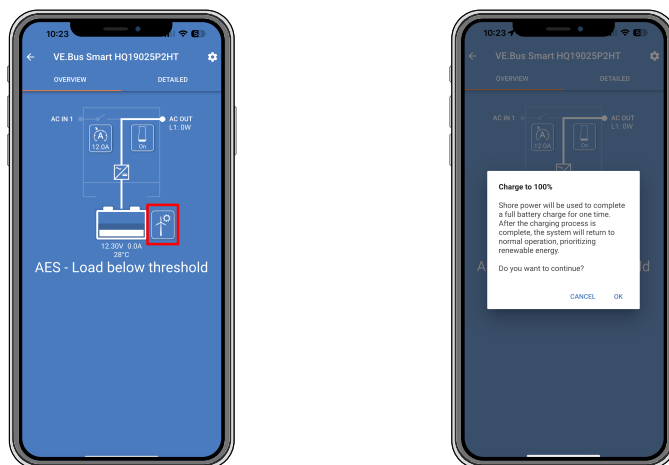 10:23
VE.Bus Smart HQ19025P2HT
OVERVIEW DETAILED
AC IN 1
AC OUT
L1: 0W
12.0A
On
12.30V 0.0A
28°C
AES - Load below threshold
10:23
VE.Bus Smart HQ19025P2HT
OVERVIEW DETAILED
AC IN 1
AC OUT
L1: 0W
12.0A
On
Charge to 100%
Shore power will be used to complete
a full battery charge for one time.
After the charging process is
complete, the system will return to
normal operation, prioritizing
renewable energy.
Do you want to continue?
CANCEL OK